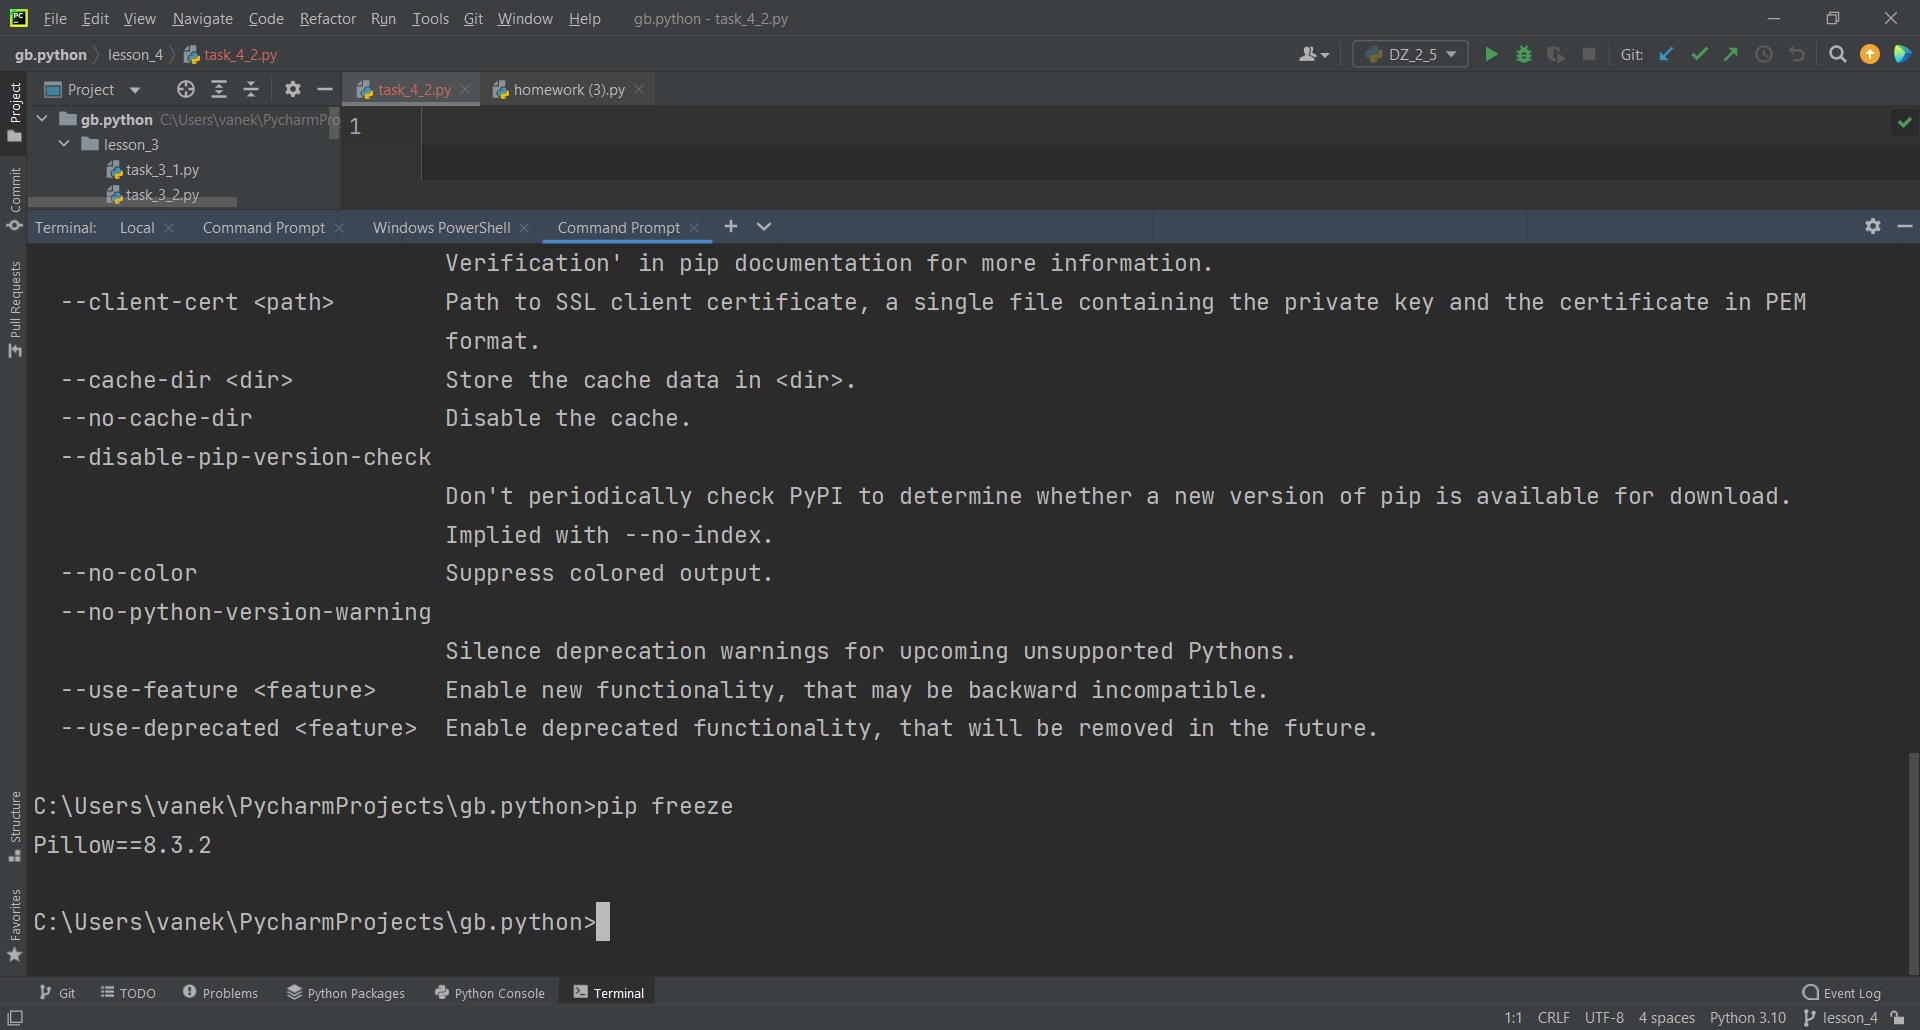 PC File Edit View Navigate Code Refactor Run Tools Git Window Help gb.python - task_4_2.py
gb.python lesson_4 task_4_2.py DZ_2_5 Git:
Project task_4_2.py homework (3).py
gb.python C:\Users\vanek\PycharmPro
lesson_3
task_3_1.py
task_3_2.py
1
Project
Commit
Pull Requests
Structure
Favorites
Terminal: Local Command Prompt Windows PowerShell Command Prompt
Verification' in pip documentation for more information.
--client-cert <path> Path to SSL client certificate, a single file containing the private key and the certificate in PEM
format.
--cache-dir <dir> Store the cache data in <dir>.
--no-cache-dir Disable the cache.
--disable-pip-version-check
Don't periodically check PyPI to determine whether a new version of pip is available for download.
Implied with --no-index.
--no-color Suppress colored output.
--no-python-version-warning
Silence deprecation warnings for upcoming unsupported Pythons.
--use-feature <feature> Enable new functionality, that may be backward incompatible.
--use-deprecated <feature> Enable deprecated functionality, that will be removed in the future.
C:\Users\vanek\PycharmProjects\gb.python>pip freeze
Pillow==8.3.2
C:\Users\vanek\PycharmProjects\gb.python>
Git TODO Problems Python Packages Python Console Terminal Event Log
1:1 CRLF UTF-8 4 spaces Python 3.10 lesson_4